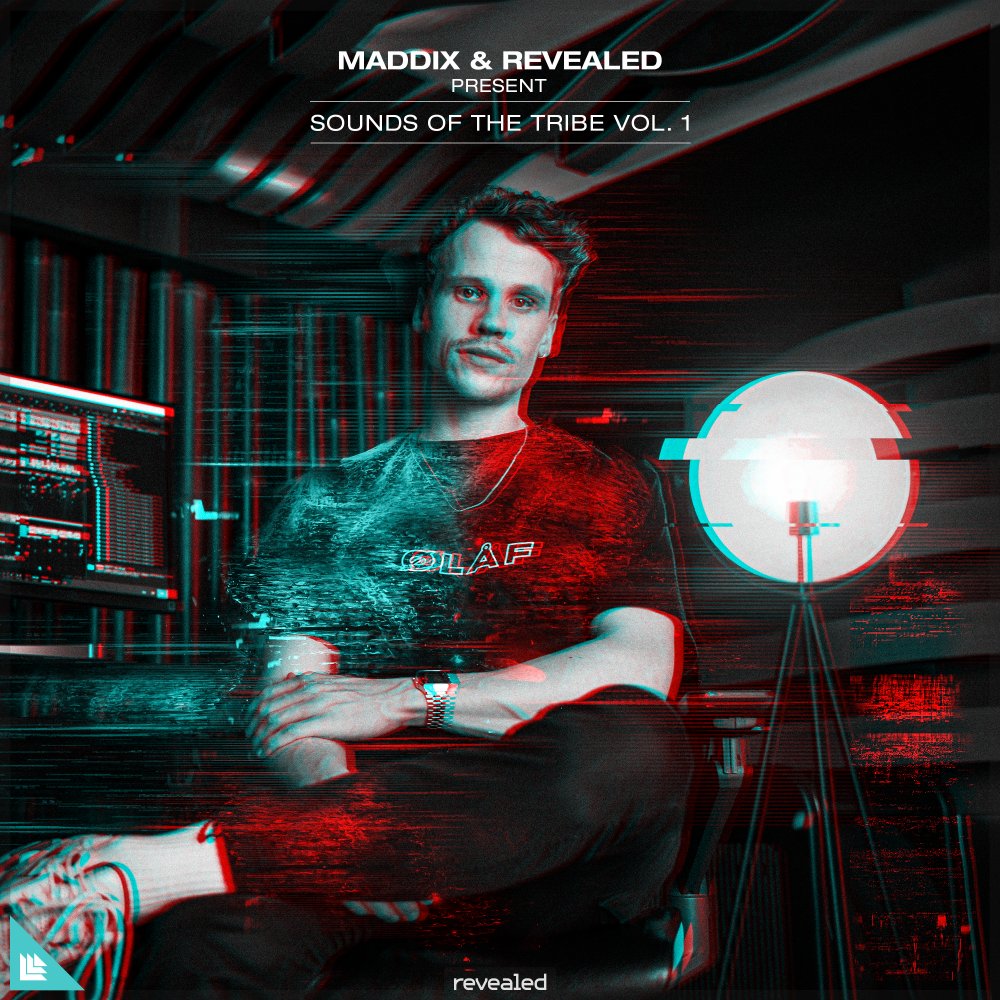 MADDIX & REVEALED
PRESENT
SOUNDS OF THE TRIBE VOL. 1
ØLÅF
revealed